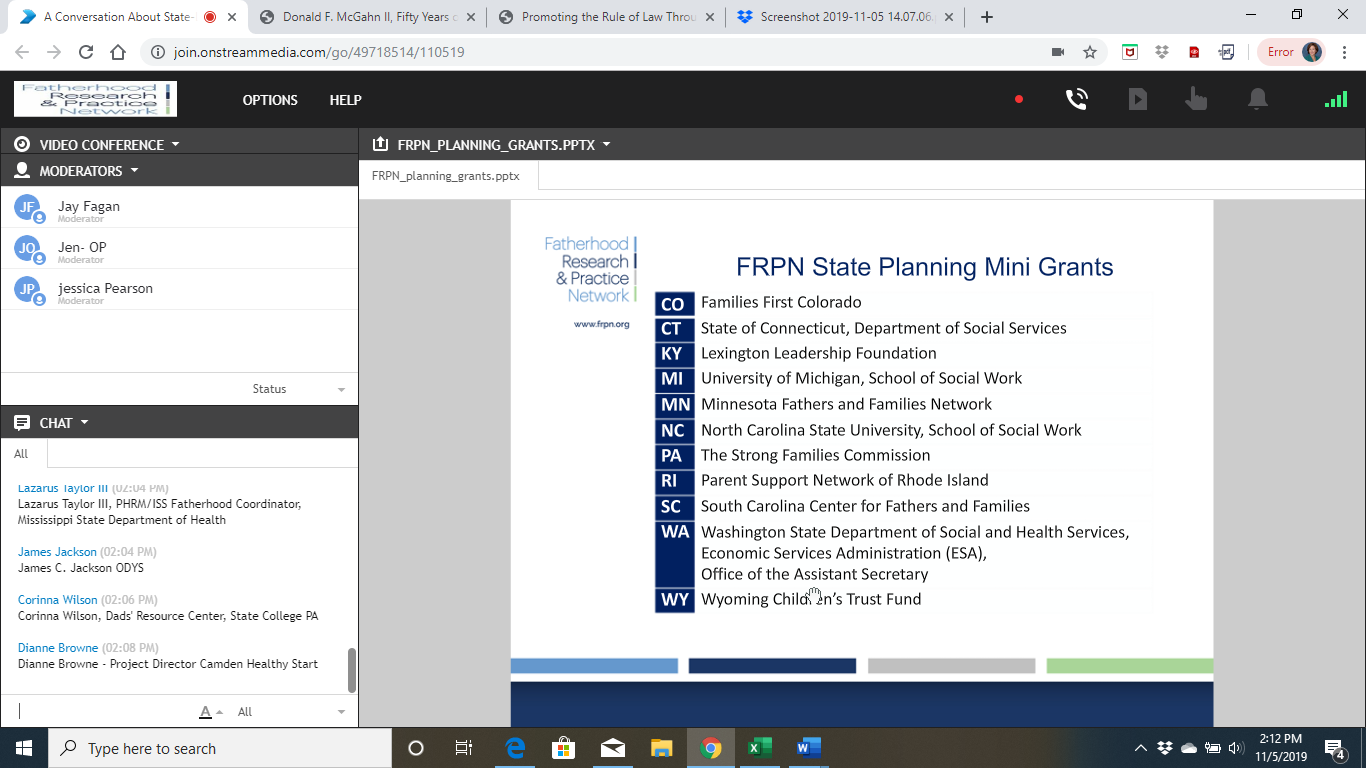 A Conversation About State-
Donald F. McGahn II, Fifty Years o
Promoting the Rule of Law Throu
Screenshot 2019-11-05 14.07.06.
join.onstreammedia.com/go/49718514/110519
Error
Fatherhood
Research
& Practice
Network
OPTIONS
HELP
VIDEO CONFERENCE
MODERATORS
JF
Jay Fagan
Moderator
JO
Jen- OP
Moderator
JP
jessica Pearson
Moderator
Status
CHAT
All
Lazarus Taylor III (02:04 PM)
Lazarus Taylor III, PHRM/ISS Fatherhood Coordinator,
Mississippi State Department of Health
James Jackson (02:04 PM)
James C. Jackson ODYS
Corinna Wilson (02:06 PM)
Corinna Wilson, Dads' Resource Center, State College PA
Dianne Browne (02:08 PM)
Dianne Browne - Project Director Camden Healthy Start
A
All
FRPN_PLANNING_GRANTS.PPTX
FRPN_planning_grants.pptx
Fatherhood
Research
& Practice
Network
www.frpn.org
FRPN State Planning Mini Grants
CO Families First Colorado
CT State of Connecticut, Department of Social Services
KY Lexington Leadership Foundation
MI University of Michigan, School of Social Work
MN Minnesota Fathers and Families Network
NC North Carolina State University, School of Social Work
PA The Strong Families Commission
RI Parent Support Network of Rhode Island
SC South Carolina Center for Fathers and Families
WA Washington State Department of Social and Health Services,
Economic Services Administration (ESA),
Office of the Assistant Secretary
WY Wyoming Children's Trust Fund
Type here to search
2:12 PM
11/5/2019
4